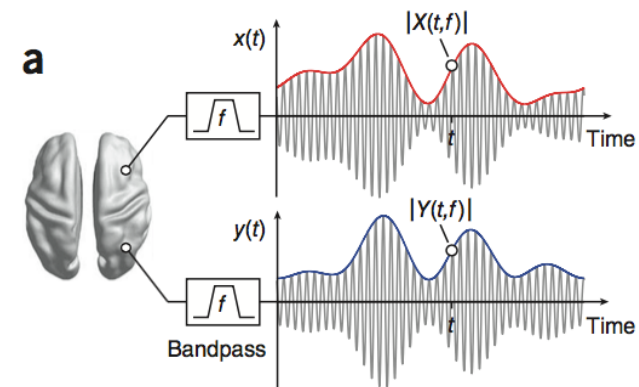 a
x(t)
|X(t,f)|
f
t
Time
y(t)
|Y(t,f)|
f
t
Time
Bandpass